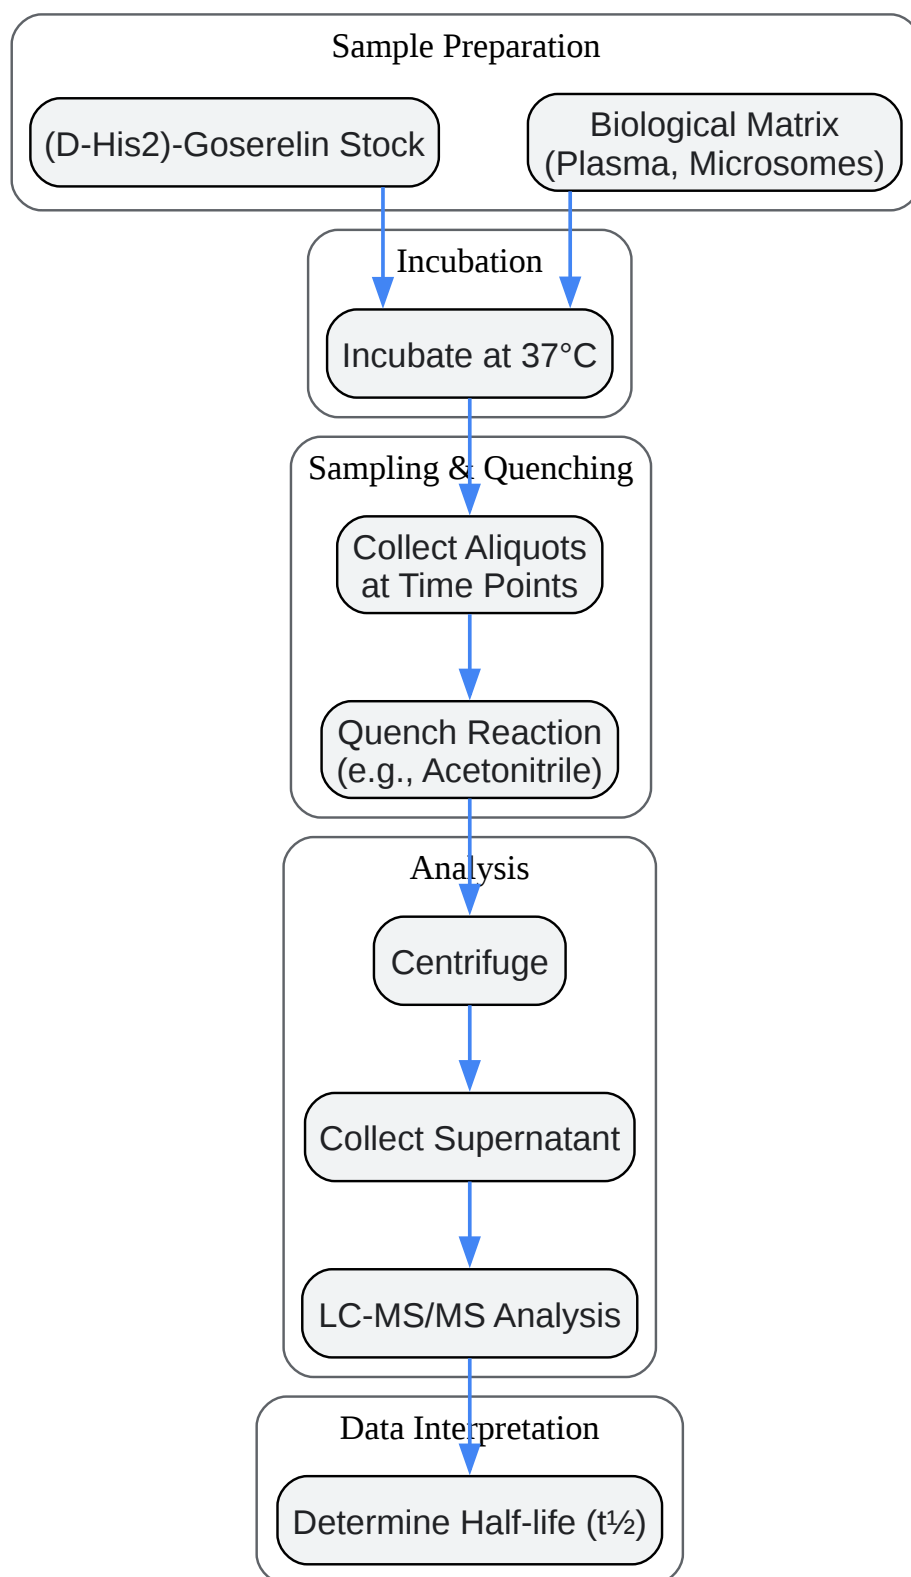 Sample Preparation
(D-His2)-Goserelin Stock
Biological Matrix
(Plasma, Microsomes)
Incubation
Incubate at 37°C
Sampling & Quenching
Collect Aliquots
at Time Points
Quench Reaction
(e.g., Acetonitrile)
Analysis
Centrifuge
Collect Supernatant
LC-MS/MS Analysis
Data Interpretation
Determine Half-life (t½)